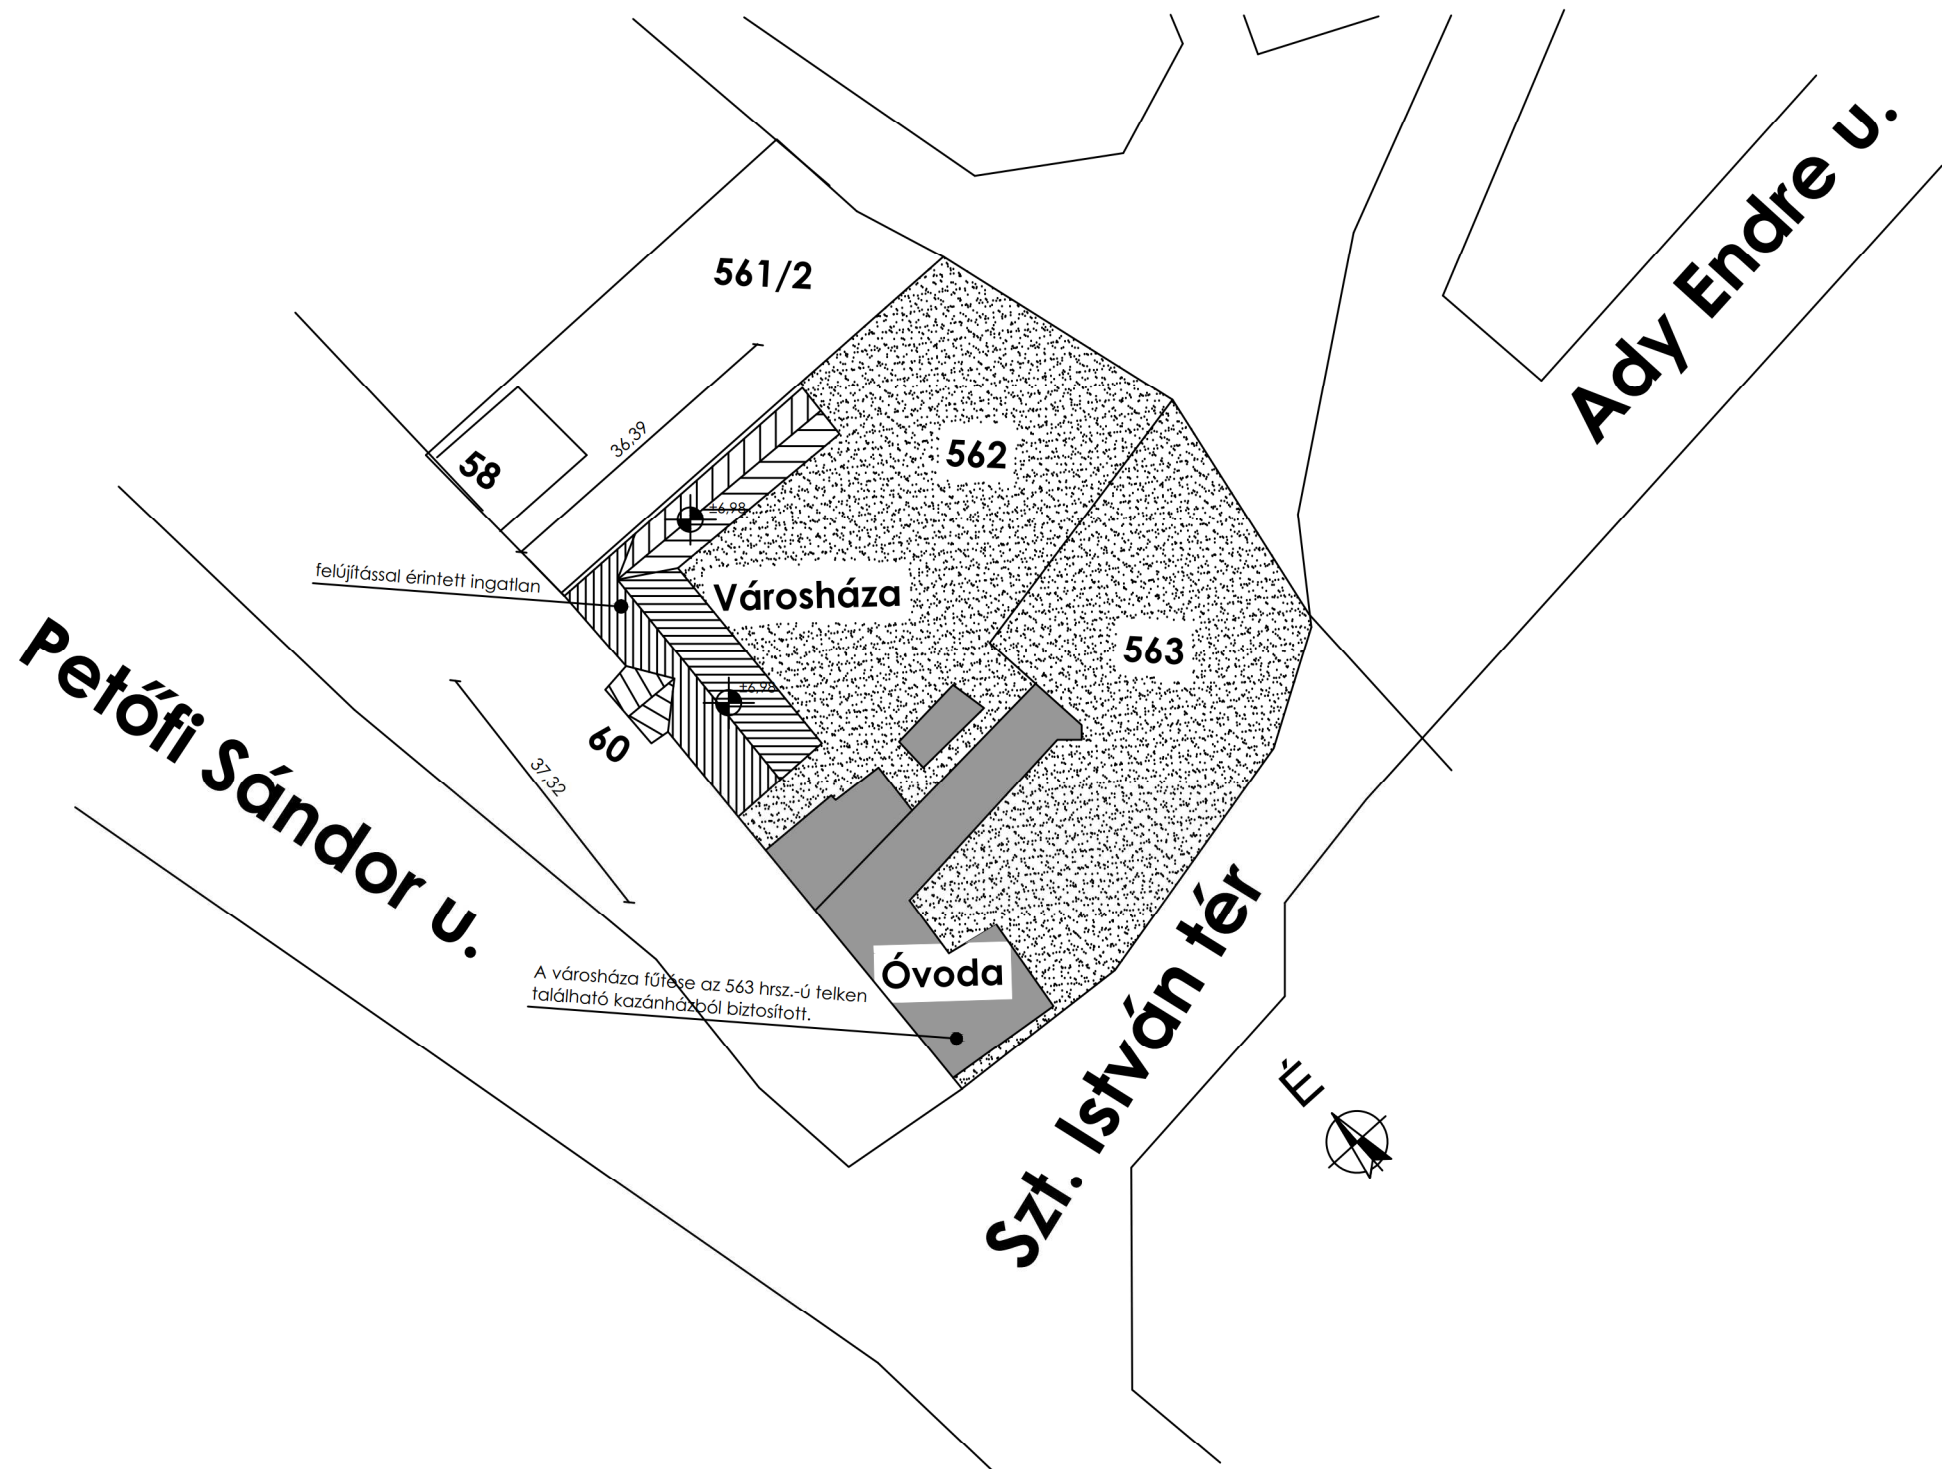 Ady Endre u.
561/2
36,39
58
562
±6,98
felújítással érintett ingatlan
Városháza
563
±6,98
60
37,32
Petőfi Sándor u.
A városháza fűtése az 563 hrsz.-ú telken
található kazánházból biztosított.
Óvoda
Szt. István tér
É